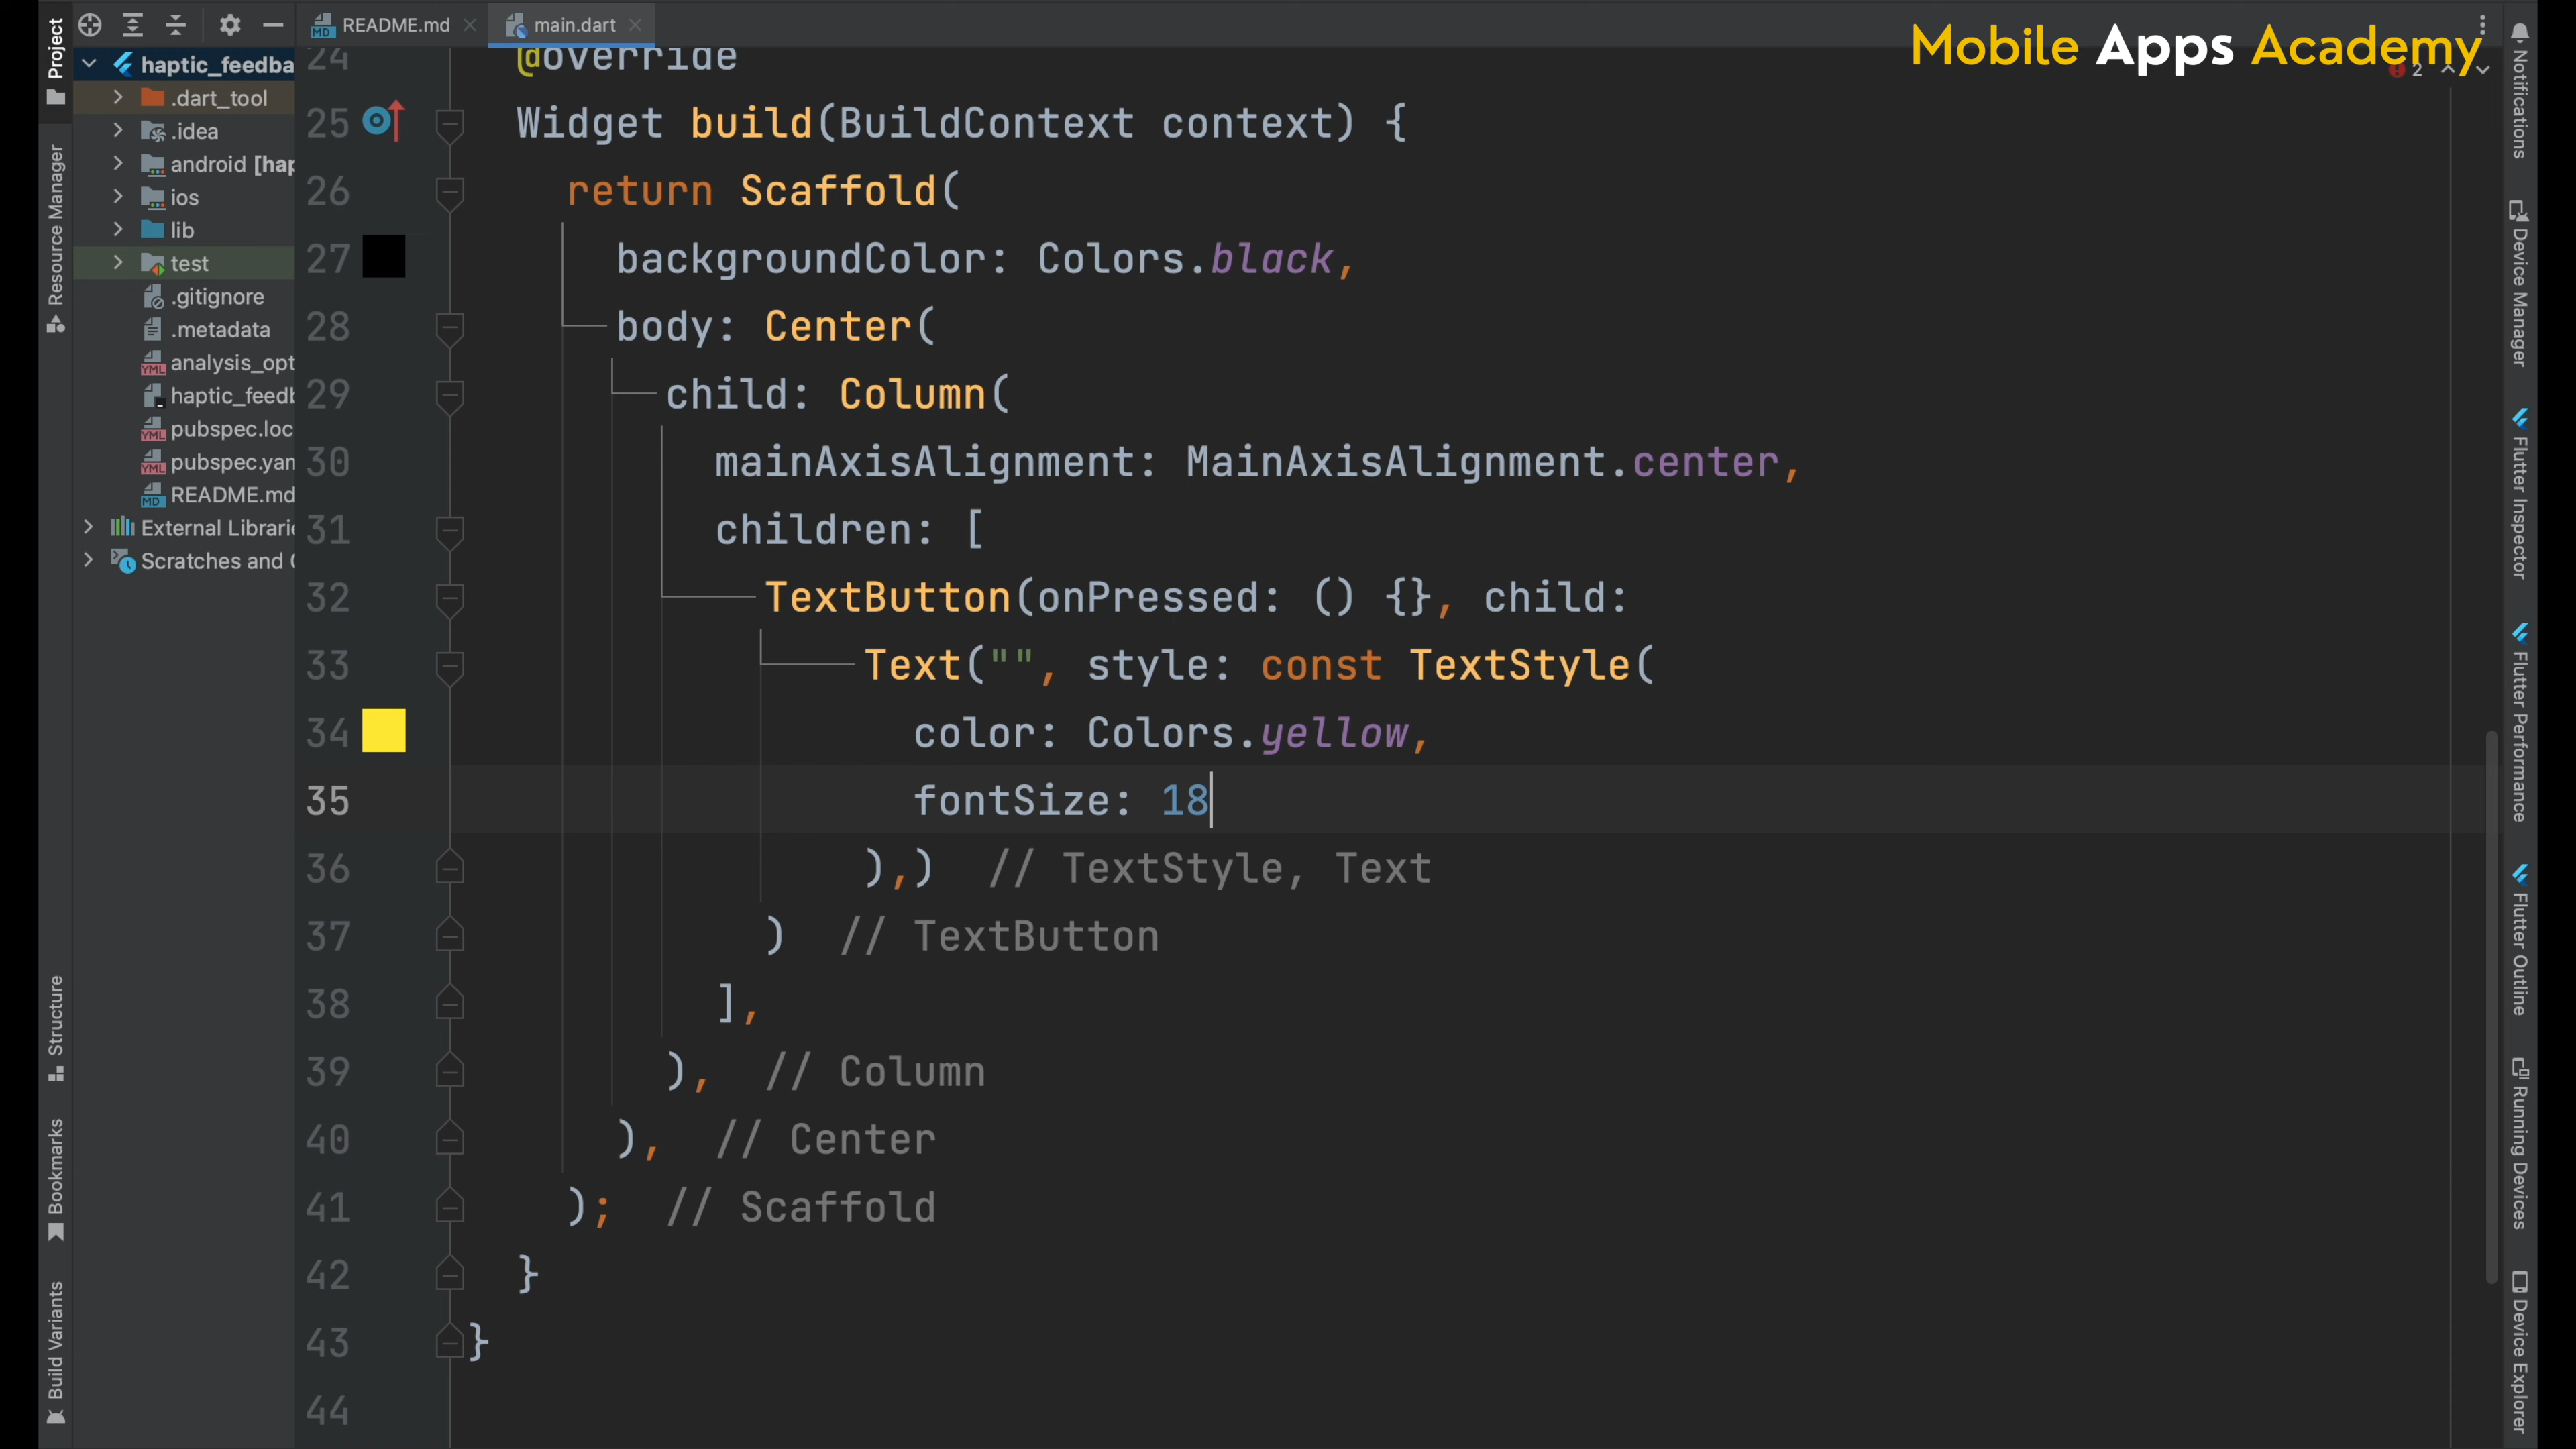 Project
README.md
main.dart
Mobile Apps Academy
2
haptic_feedba
.dart_tool
.idea
android [hap
ios
lib
test
.gitignore
.metadata
analysis_opt
haptic_feedb
pubspec.loc
pubspec.yam
README.md
External Librarie
Scratches and C
Resource Manager
Structure
Bookmarks
Build Variants
24 @override
25 Widget build(BuildContext context) {
26 return Scaffold(
27 backgroundColor: Colors.black,
28 body: Center(
29 child: Column(
30 mainAxisAlignment: MainAxisAlignment.center,
31 children: [
32 TextButton(onPressed: () {}, child:
33 Text("", style: const TextStyle(
34 color: Colors.yellow,
35 fontSize: 18
36 ),) // TextStyle, Text
37 ) // TextButton
38 ],
39 ), // Column
40 ), // Center
41 ); // Scaffold
42 }
43 }
44
Notifications
Device Manager
Flutter Inspector
Flutter Performance
Flutter Outline
Running Devices
Device Explorer